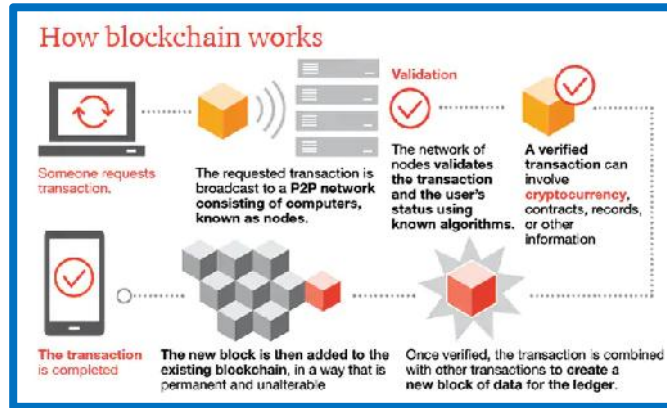 How blockchain works
Someone requests
transaction.
The requested transaction is
broadcast to a P2P network
consisting of computers,
known as nodes.
Validation
The network of
nodes validates
the transaction
and the user's
status using
known algorithms.
A verified
transaction can
involve
cryptocurrency,
contracts, records,
or other
information
Once verified, the transaction is combined
with other transactions to create a
new block of data for the ledger.
The new block is then added to the
existing blockchain, in a way that is
permanent and unalterable
The transaction
is completed